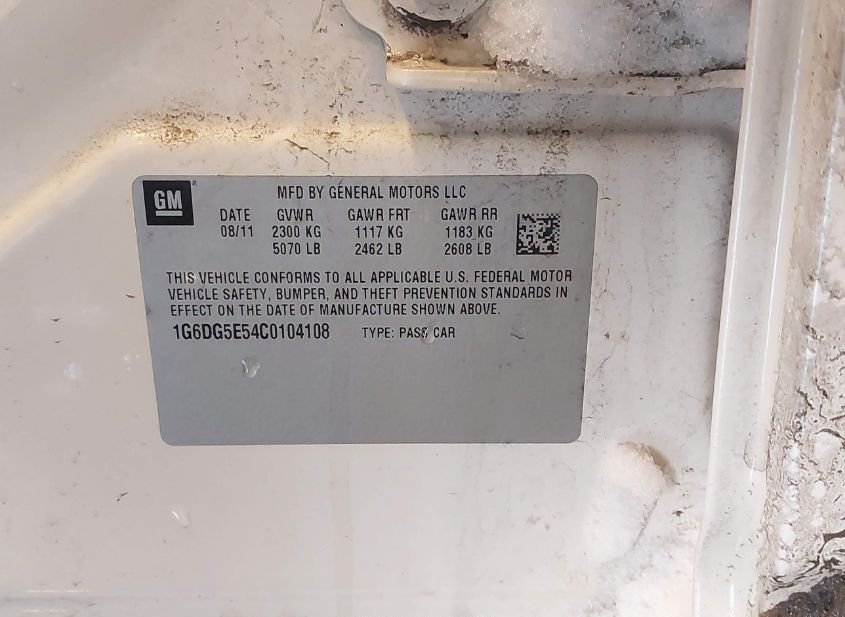 GM
MFD BY GENERAL MOTORS LLC
DATE GVWR GAWR FRT GAWR RR
08/11 2300 KG 1117 KG 1183 KG
5070 LB 2462 LB 2608 LB
THIS VEHICLE CONFORMS TO ALL APPLICABLE U.S. FEDERAL MOTOR
VEHICLE SAFETY, BUMPER, AND THEFT PREVENTION STANDARDS IN
EFFECT ON THE DATE OF MANUFACTURE SHOWN ABOVE.
1G6DG5E54C0104108 TYPE: PASS CAR